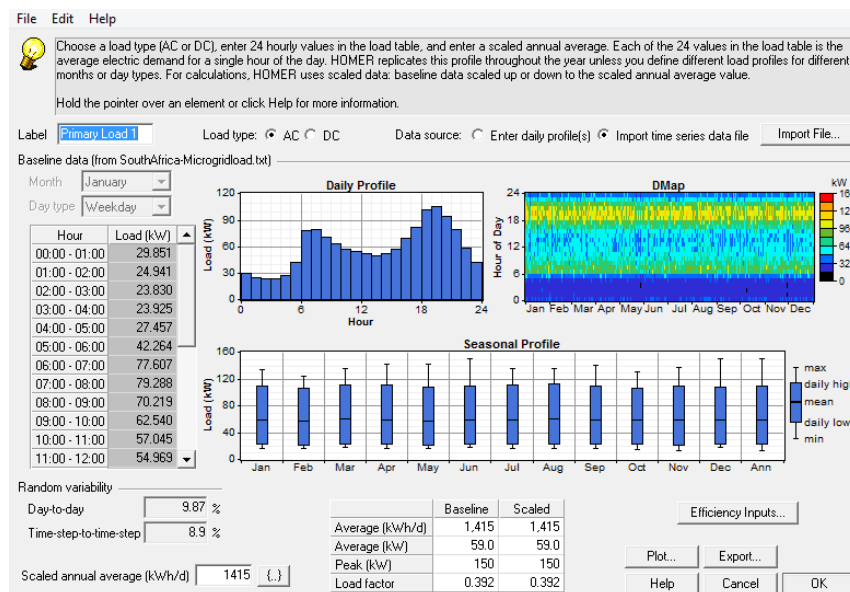 File Edit Help
Choose a load type (AC or DC), enter 24 hourly values in the load table, and enter a scaled annual average. Each of the 24 values in the load table is the
average electric demand for a single hour of the day. HOMER replicates this profile throughout the year unless you define different load profiles for different
months or day types. For calculations, HOMER uses scaled data: baseline data scaled up or down to the scaled annual average value.
Hold the pointer over an element or click Help for more information.
Label Primary Load 1 Load type: AC DC Data source: Enter daily profile(s) Import time series data file Import File...
Baseline data (from SouthAfrica-Microgridload.txt)
Month January
Day type Weekday
Hour Load (kW)
00:00 - 01:00 29.851
01:00 - 02:00 24.941
02:00 - 03:00 23.830
03:00 - 04:00 23.925
04:00 - 05:00 27.457
05:00 - 06:00 42.264
06:00 - 07:00 77.607
07:00 - 08:00 79.288
08:00 - 09:00 70.219
09:00 - 10:00 62.540
10:00 - 11:00 57.045
11:00 - 12:00 54.969
Daily Profile
Load (kW)
120
90
60
30
0
0 6 12 18 24
Hour
DMap
Hour of Day
24
18
12
6
0
Jan Feb Mar Apr May Jun Jul Aug Sep Oct Nov Dec
kW
16
12
96
64
32
0
Seasonal Profile
Load (kW)
160
120
80
40
0
Jan Feb Mar Apr May Jun Jul Aug Sep Oct Nov Dec Ann
max
daily high
mean
daily low
min
Random variability
Day-to-day 9.87 %
Time-step-to-time-step 8.9 %
Scaled annual average (kWh/d) 1415 {..}
Baseline Scaled
Average (kWh/d) 1,415 1,415
Average (kW) 59.0 59.0
Peak (kW) 150 150
Load factor 0.392 0.392
Efficiency Inputs...
Plot... Export...
Help Cancel OK